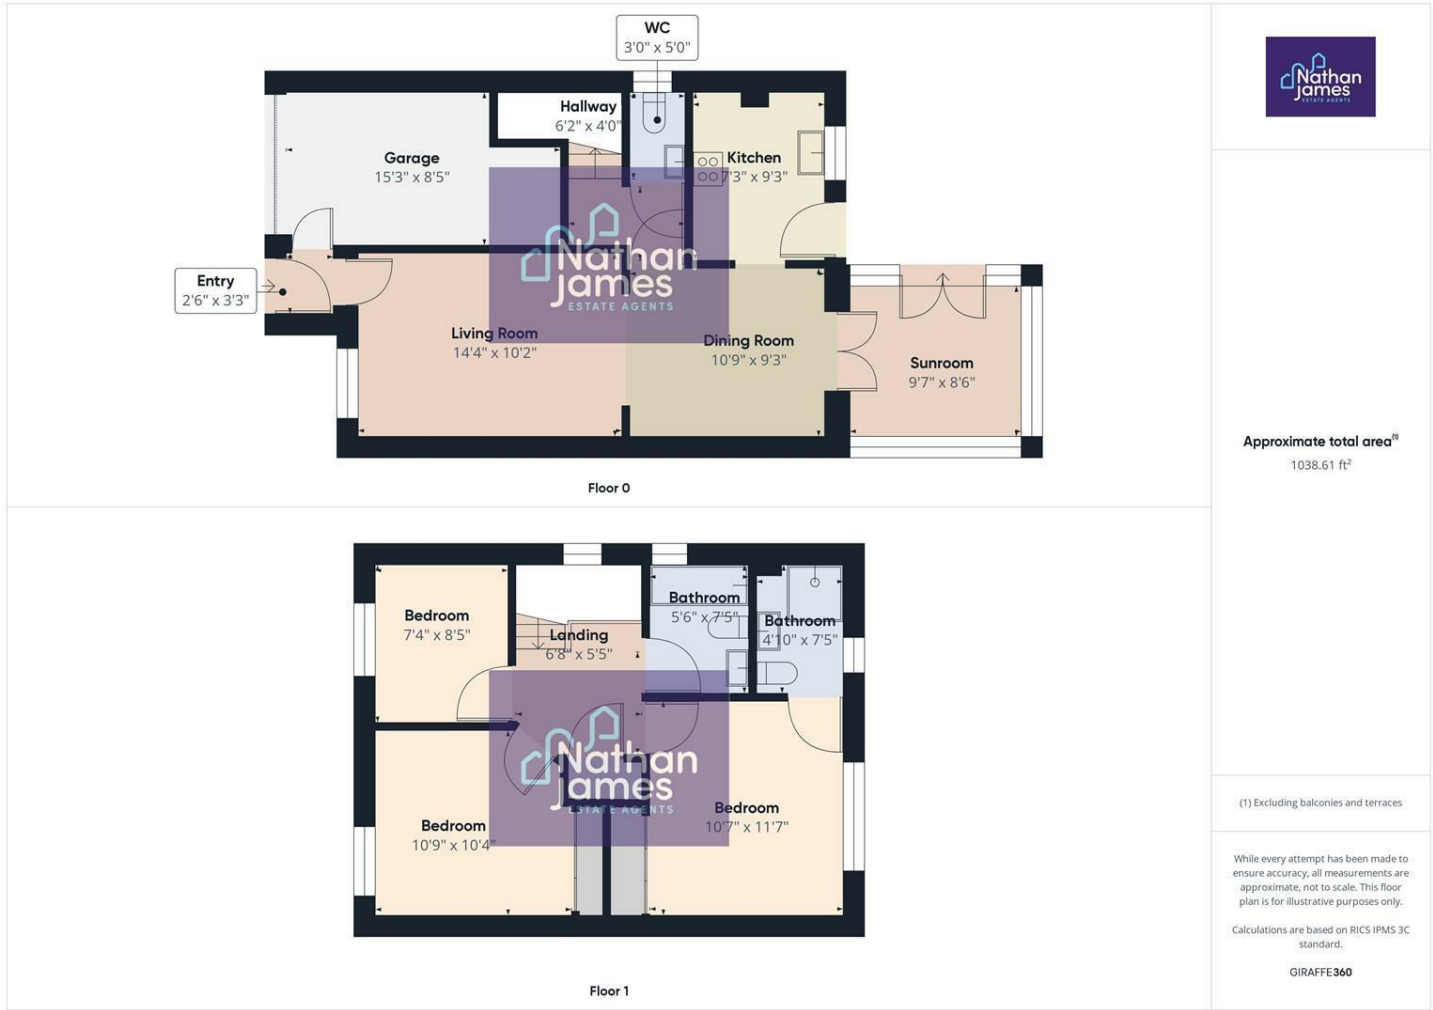 WC
3'0" x 5'0"
Hallway
6'2" x 4'0"
Garage
15'3" x 8'5"
Kitchen
7'3" x 9'3"
Entry
2'6" x 3'3"
Nathan
james
ESTATE AGENTS
Living Room
14'4" x 10'2"
Dining Room
10'9" x 9'3"
Sunroom
9'7" x 8'6"
Floor 0
Bedroom
7'4" x 8'5"
Landing
6'8" x 5'5"
Bathroom
5'6" x 7'5"
Bathroom
4'10" x 7'5"
Nathan
james
ESTATE AGENTS
Bedroom
10'9" x 10'4"
Bedroom
10'7" x 11'7"
Floor 1
Nathan
james
ESTATE AGENTS
Approximate total area(1)
1038.61 ft²
(1) Excluding balconies and terraces
While every attempt has been made to
ensure accuracy, all measurements are
approximate, not to scale. This floor
plan is for illustrative purposes only.
Calculations are based on RICS IPMS 3C
standard.
GIRAFFE360